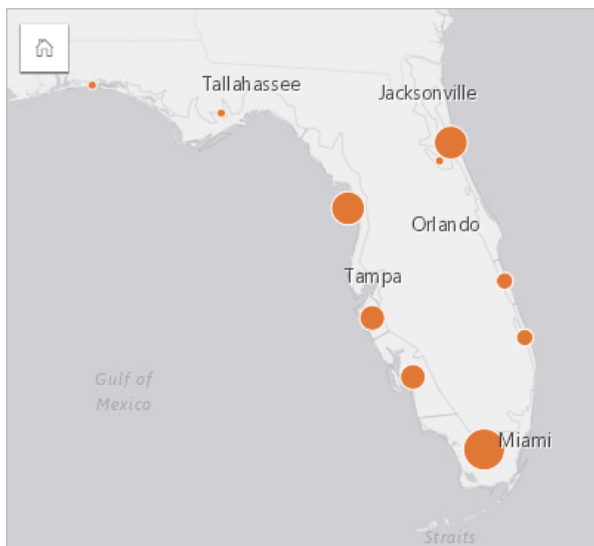 Tallahassee
Jacksonville
Orlando
Tampa
Gulf of
Mexico
Miami
Straits